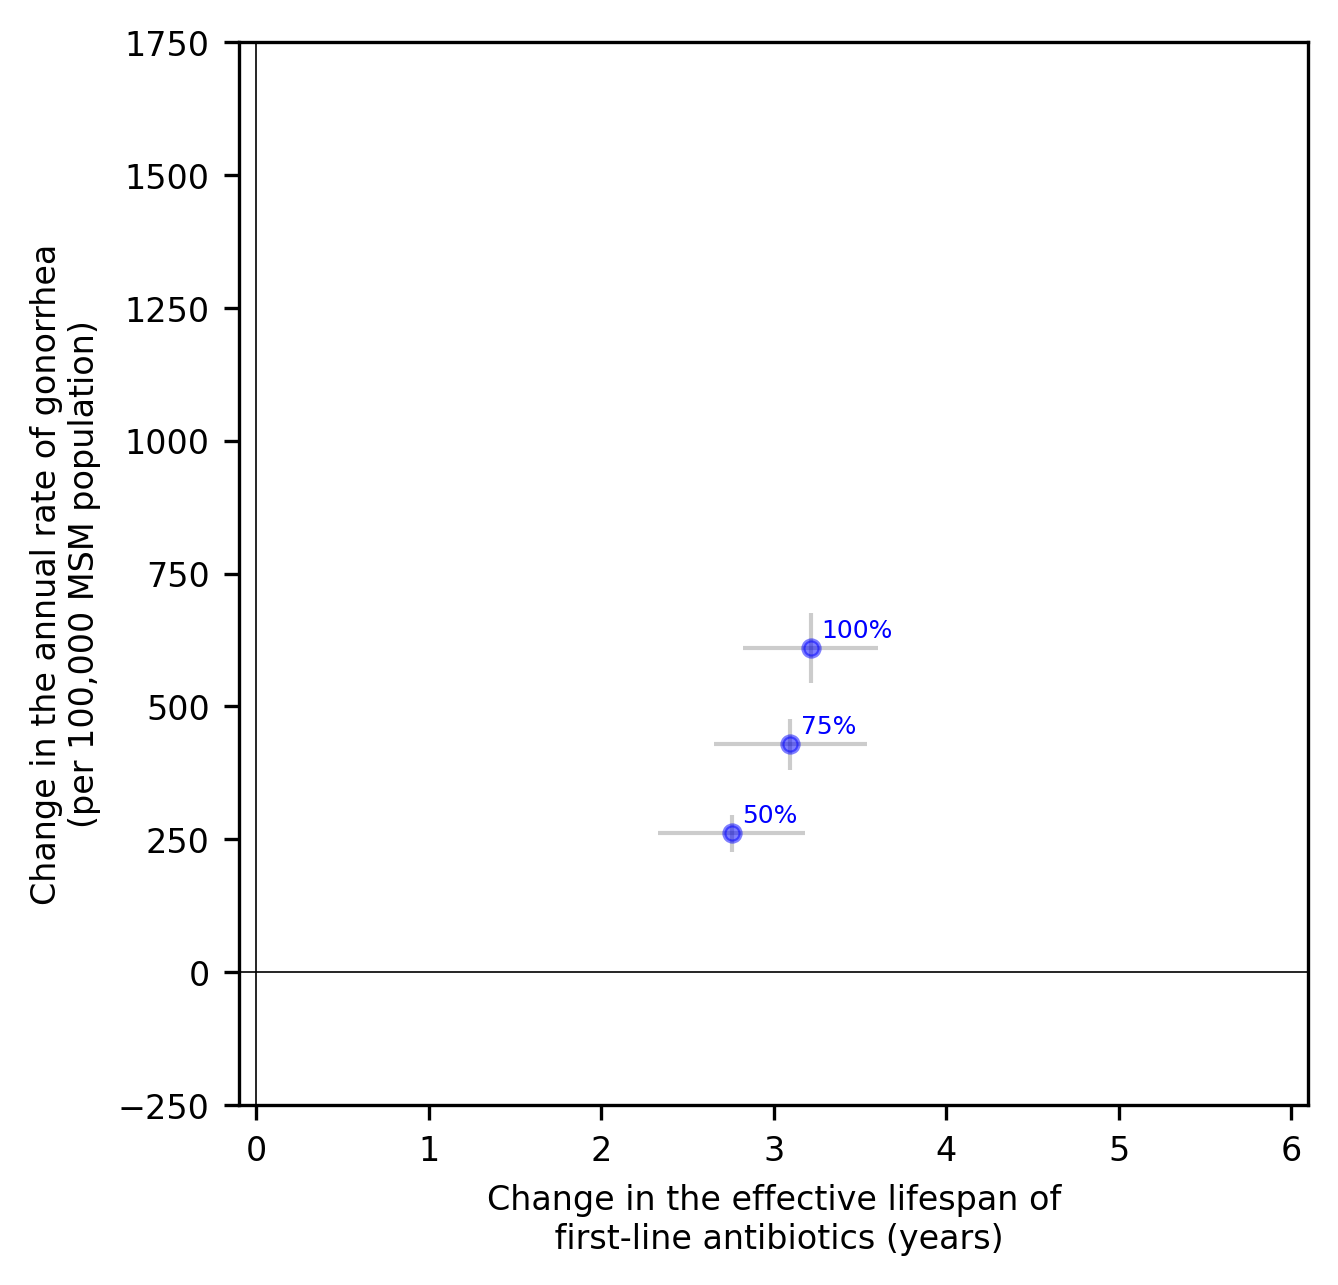 1750
1500
1250
1000
750
500
250
0
−250
Change in the annual rate of gonorrhea
(per 100,000 MSM population)
100%
75%
50%
0 1 2 3 4 5 6
Change in the effective lifespan of
first-line antibiotics (years)